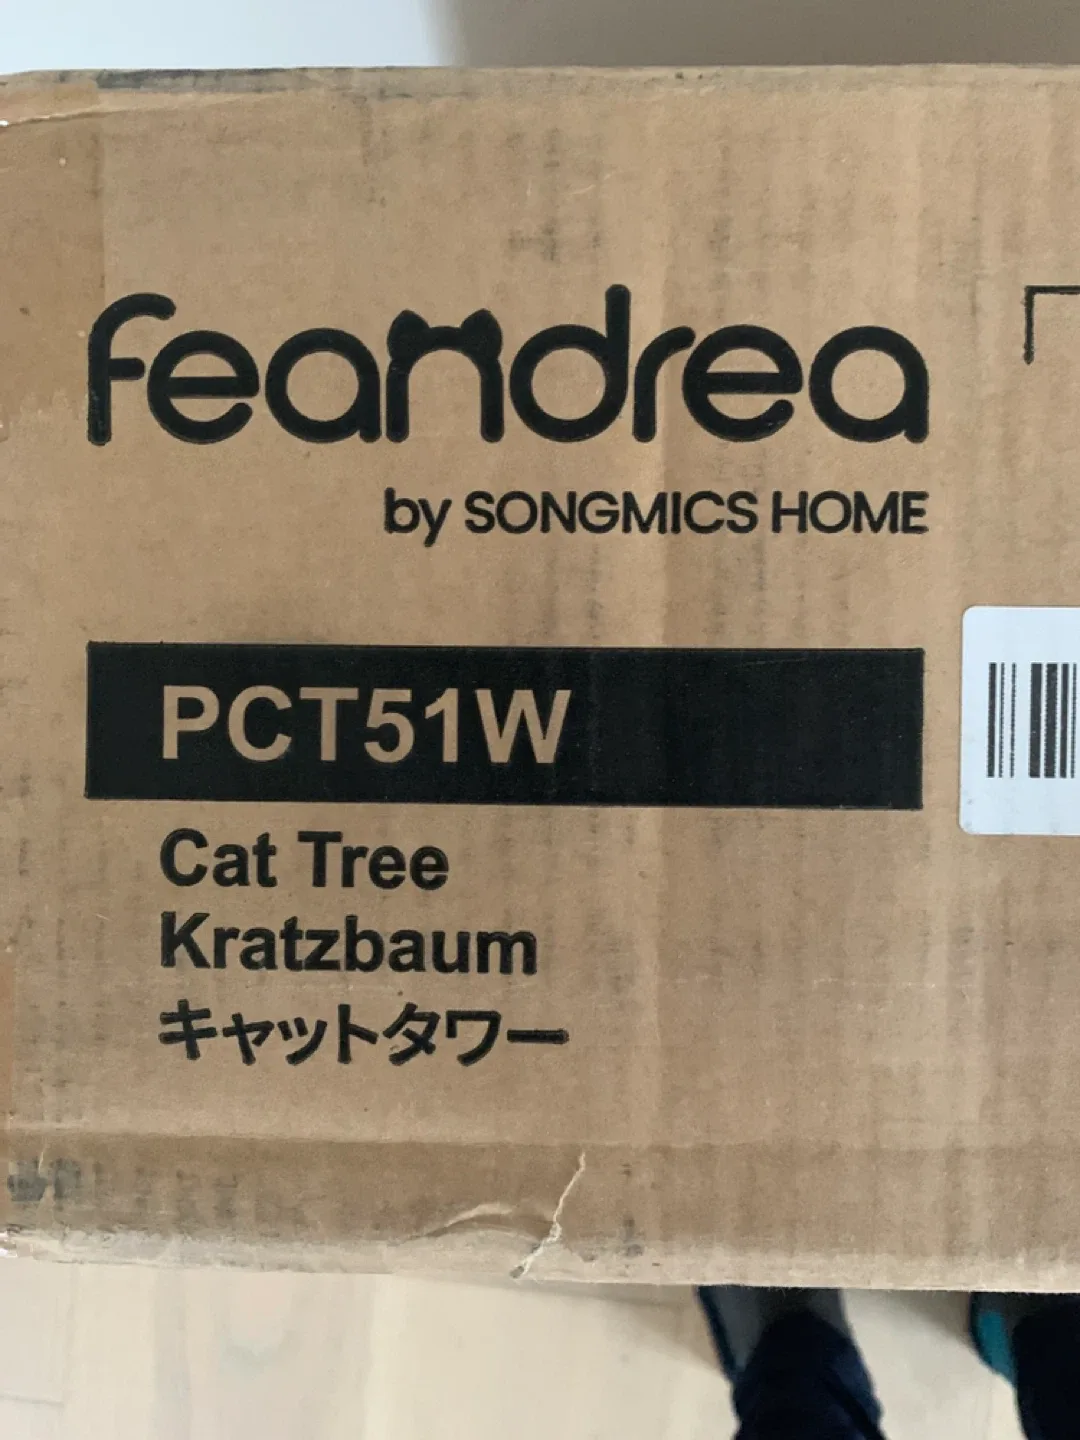 feandrea
by SONGMICS HOME
PCT51W
Cat Tree
Kratzbaum
キャットタワー